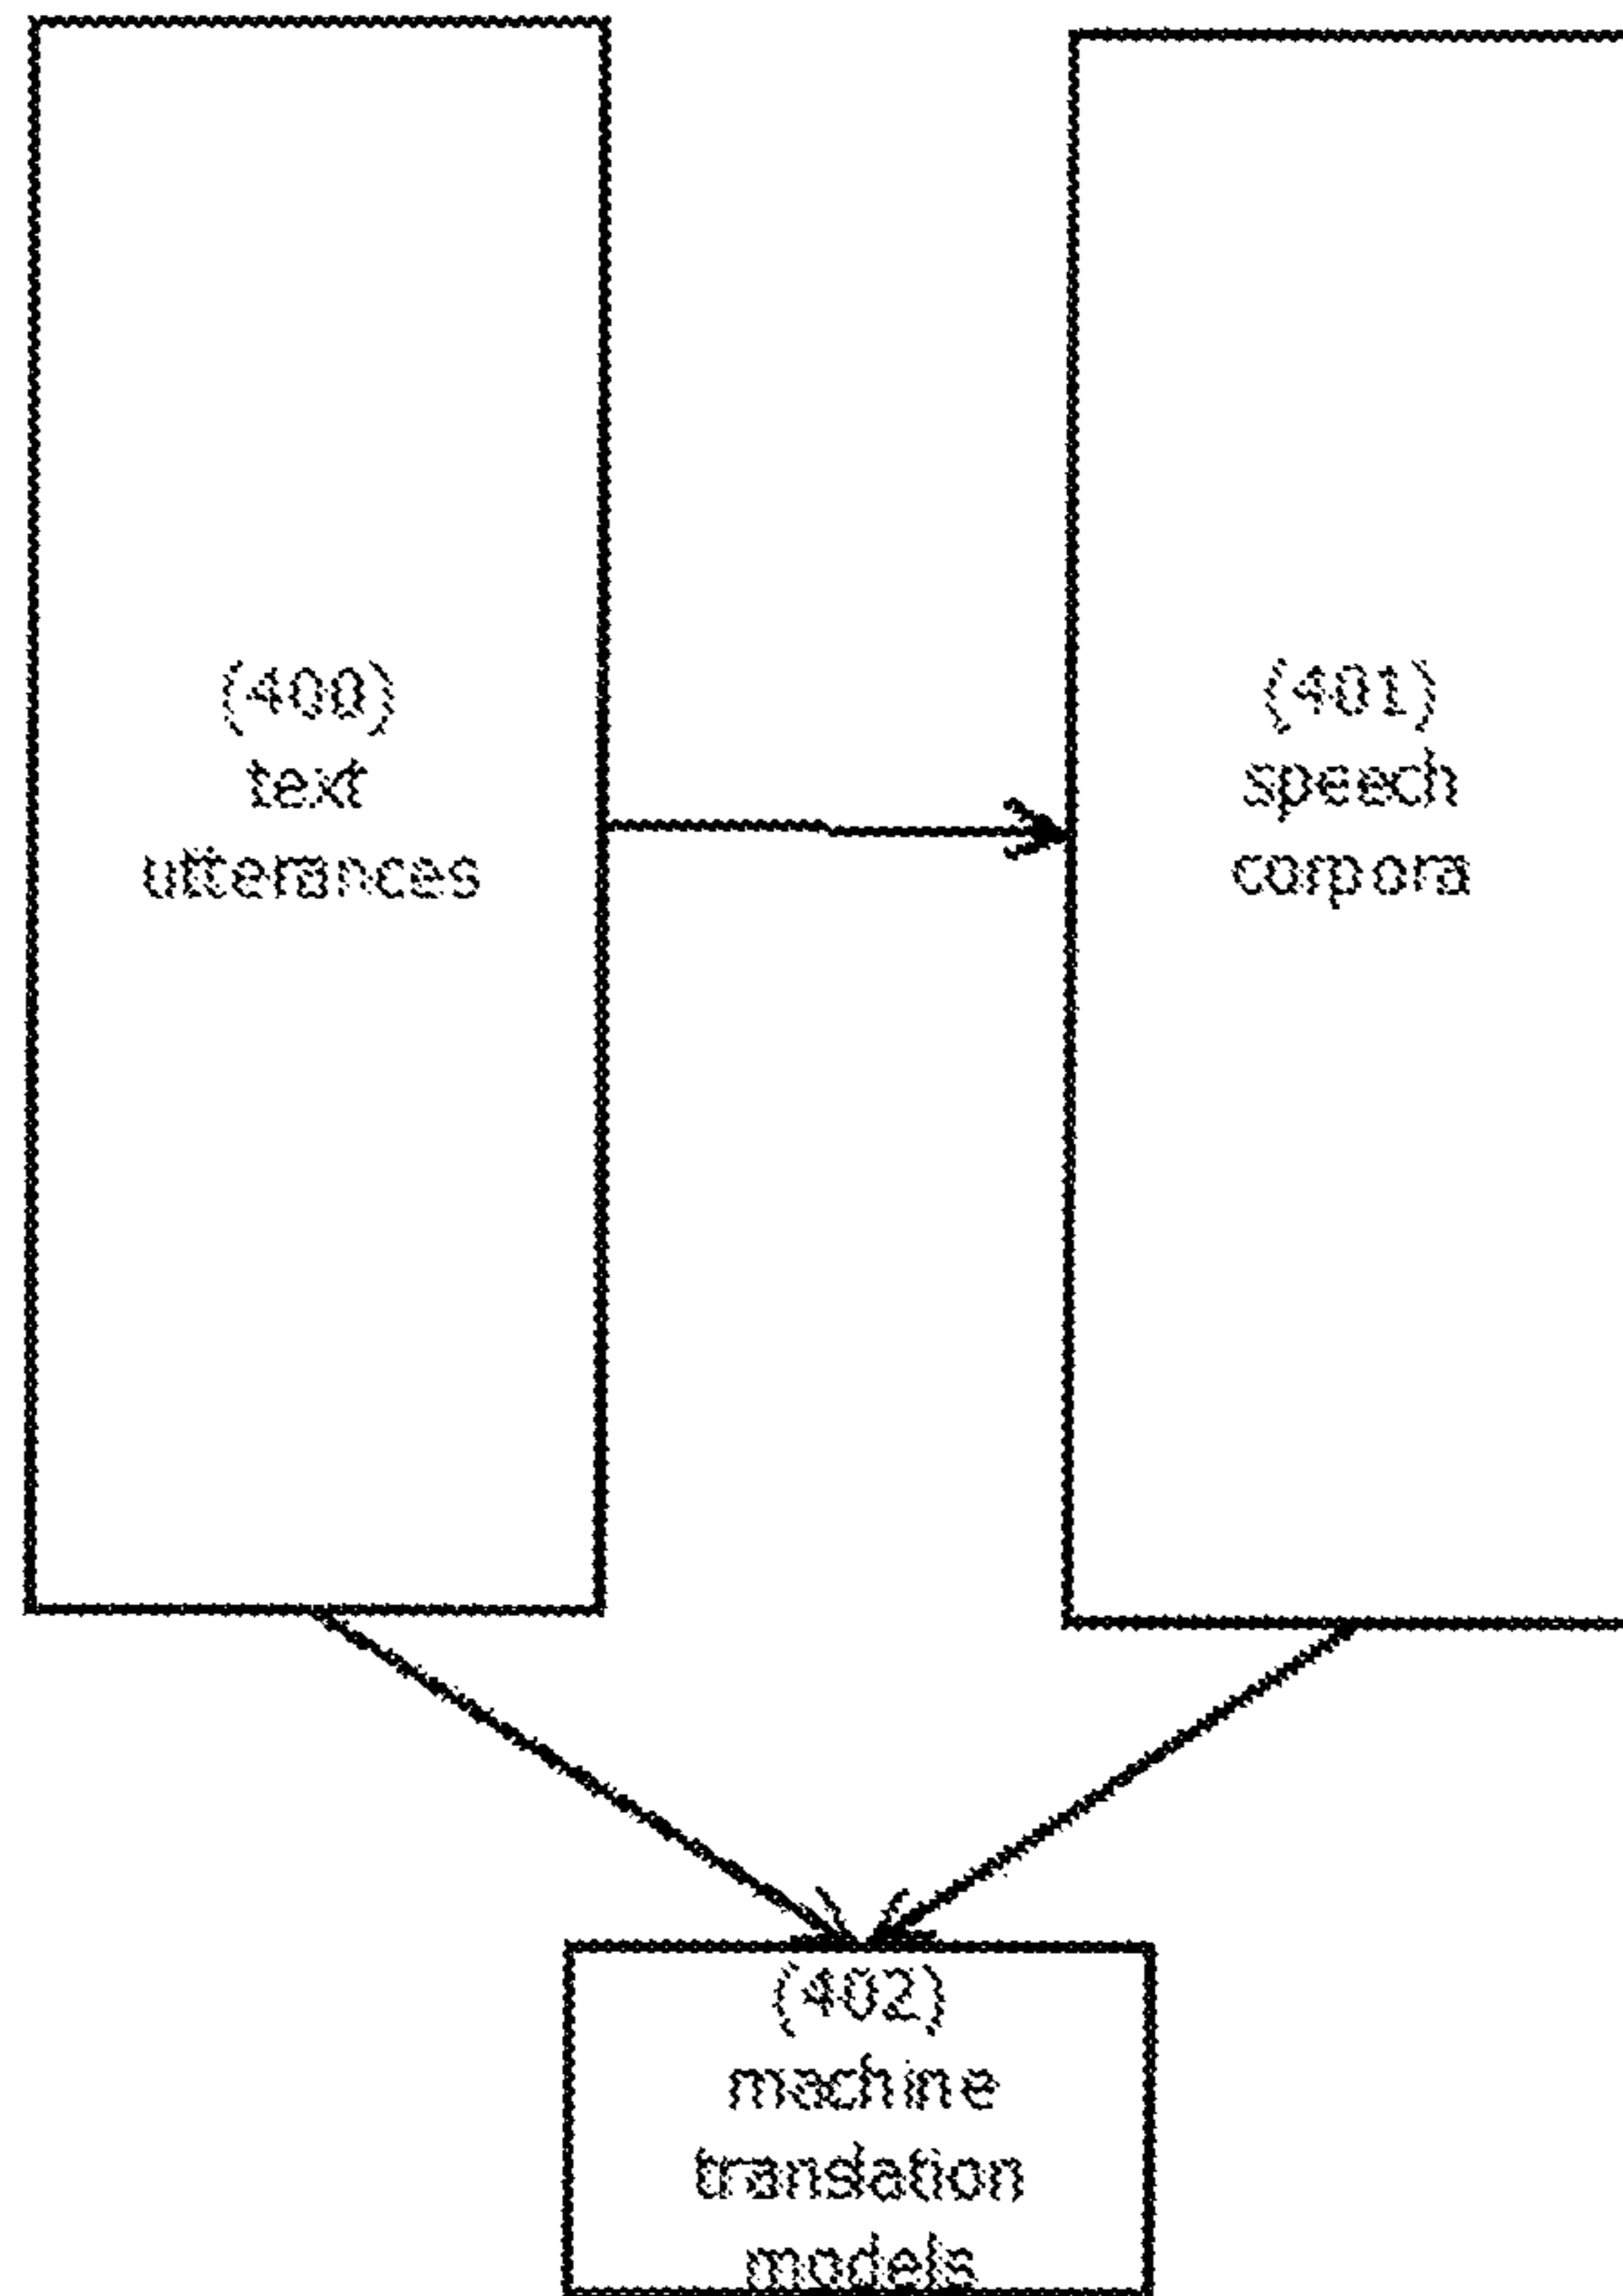 (400)
text
utterances
(401)
speech
corpora
(402)
machine
translation
models